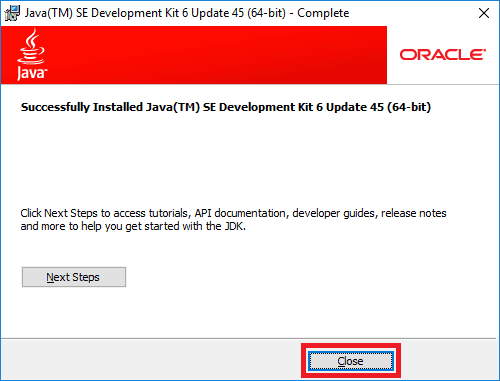 Java(TM) SE Development Kit 6 Update 45 (64-bit) - Complete
Java™
ORACLE®
Successfully Installed Java(TM) SE Development Kit 6 Update 45 (64-bit)
Click Next Steps to access tutorials, API documentation, developer guides, release notes
and more to help you get started with the JDK.
Next Steps
Close